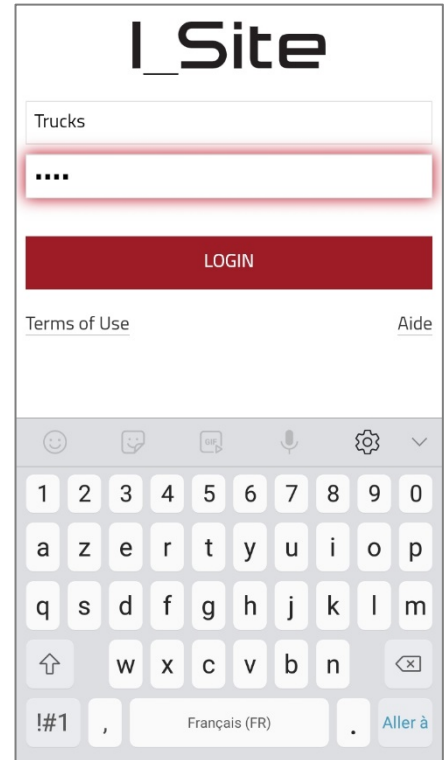 I_Site
Trucks
••••
LOGIN
Terms of Use Aide
GIF
1 2 3 4 5 6 7 8 9 0
a z e r t y u i o p
q s d f g h j k l m
w x c v b n
!#1 , Français (FR) . Aller à